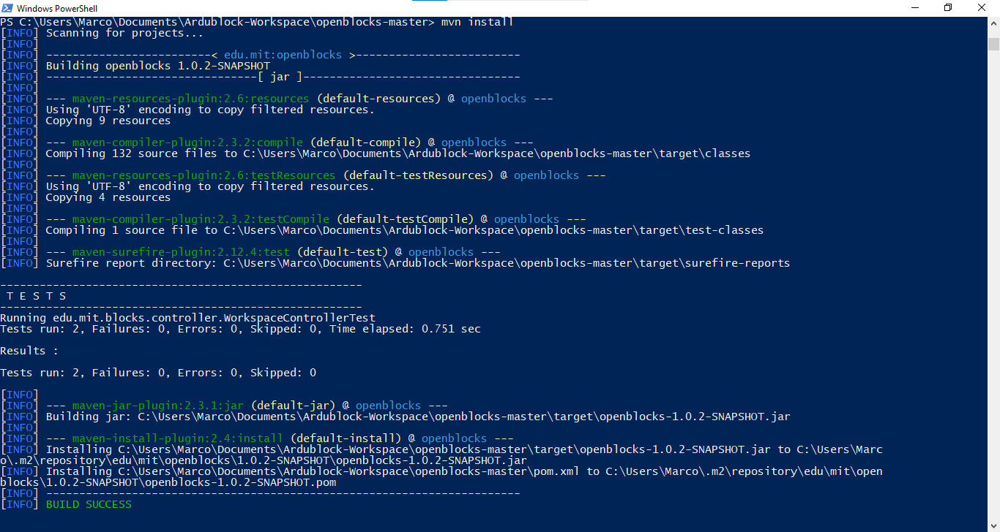 Windows PowerShell
PS C:\Users\Marco\Documents\Ardublock-Workspace\openblocks-master> mvn install
[INFO] Scanning for projects...
[INFO]
[INFO] -------------------------< edu.mit:openblocks >-------------------------
[INFO] Building openblocks 1.0.2-SNAPSHOT
[INFO] --------------------------------[ jar ]---------------------------------
[INFO]
[INFO] --- maven-resources-plugin:2.6:resources (default-resources) @ openblocks ---
[INFO] Using 'UTF-8' encoding to copy filtered resources.
[INFO] Copying 9 resources
[INFO]
[INFO] --- maven-compiler-plugin:2.3.2:compile (default-compile) @ openblocks ---
[INFO] Compiling 132 source files to C:\Users\Marco\Documents\Ardublock-Workspace\openblocks-master\target\classes
[INFO]
[INFO] --- maven-resources-plugin:2.6:testResources (default-testResources) @ openblocks ---
[INFO] Using 'UTF-8' encoding to copy filtered resources.
[INFO] Copying 4 resources
[INFO]
[INFO] --- maven-compiler-plugin:2.3.2:testCompile (default-testCompile) @ openblocks ---
[INFO] Compiling 1 source file to C:\Users\Marco\Documents\Ardublock-Workspace\openblocks-master\target\test-classes
[INFO]
[INFO] --- maven-surefire-plugin:2.12.4:test (default-test) @ openblocks ---
[INFO] Surefire report directory: C:\Users\Marco\Documents\Ardublock-Workspace\openblocks-master\target\surefire-reports
-------------------------------------------------------
T E S T S
-------------------------------------------------------
Running edu.mit.blocks.controller.WorkspaceControllerTest
Tests run: 2, Failures: 0, Errors: 0, Skipped: 0, Time elapsed: 0.751 sec
Results :
Tests run: 2, Failures: 0, Errors: 0, Skipped: 0
[INFO]
[INFO] --- maven-jar-plugin:2.3.1:jar (default-jar) @ openblocks ---
[INFO] Building jar: C:\Users\Marco\Documents\Ardublock-Workspace\openblocks-master\target\openblocks-1.0.2-SNAPSHOT.jar
[INFO]
[INFO] --- maven-install-plugin:2.4:install (default-install) @ openblocks ---
[INFO] Installing C:\Users\Marco\Documents\Ardublock-Workspace\openblocks-master\target\openblocks-1.0.2-SNAPSHOT.jar to C:\Users\Marc
o\.m2\repository\edu\mit\openblocks\1.0.2-SNAPSHOT\openblocks-1.0.2-SNAPSHOT.jar
[INFO] Installing C:\Users\Marco\Documents\Ardublock-Workspace\openblocks-master\pom.xml to C:\Users\Marco\.m2\repository\edu\mit\open
blocks\1.0.2-SNAPSHOT\openblocks-1.0.2-SNAPSHOT.pom
[INFO] ------------------------------------------------------------------------
[INFO] BUILD SUCCESS